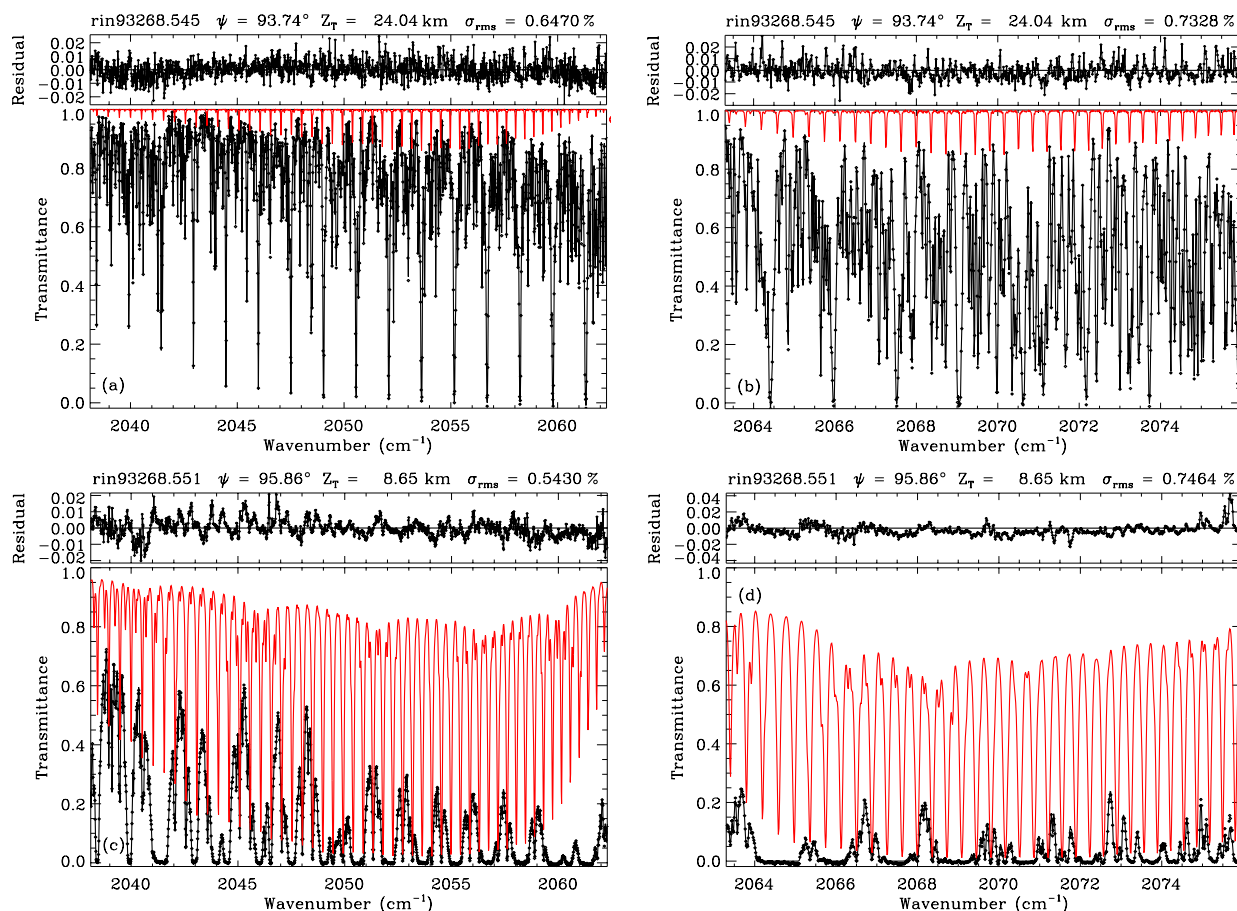 rin93268.545 ψ = 93.74° Z_T = 24.04 km σ_rms = 0.6470 %
0.02
0.01
0.00
−0.01
−0.02
Residual
1.0
0.8
0.6
0.4
0.2
0.0
Transmittance
(a)
2040 2045 2050 2055 2060
Wavenumber (cm⁻¹)
rin93268.545 ψ = 93.74° Z_T = 24.04 km σ_rms = 0.7328 %
0.02
0.01
0.00
−0.01
−0.02
Residual
1.0
0.8
0.6
0.4
0.2
0.0
Transmittance
(b)
2064 2066 2068 2070 2072 2074
Wavenumber (cm⁻¹)
rin93268.551 ψ = 95.86° Z_T = 8.65 km σ_rms = 0.5430 %
0.02
0.01
0.00
−0.01
−0.02
Residual
1.0
0.8
0.6
0.4
0.2
0.0
Transmittance
(c)
2040 2045 2050 2055 2060
Wavenumber (cm⁻¹)
rin93268.551 ψ = 95.86° Z_T = 8.65 km σ_rms = 0.7464 %
0.04
0.02
0.00
−0.02
−0.04
Residual
(d)
1.0
0.8
0.6
0.4
0.2
0.0
Transmittance
2064 2066 2068 2070 2072 2074
Wavenumber (cm⁻¹)